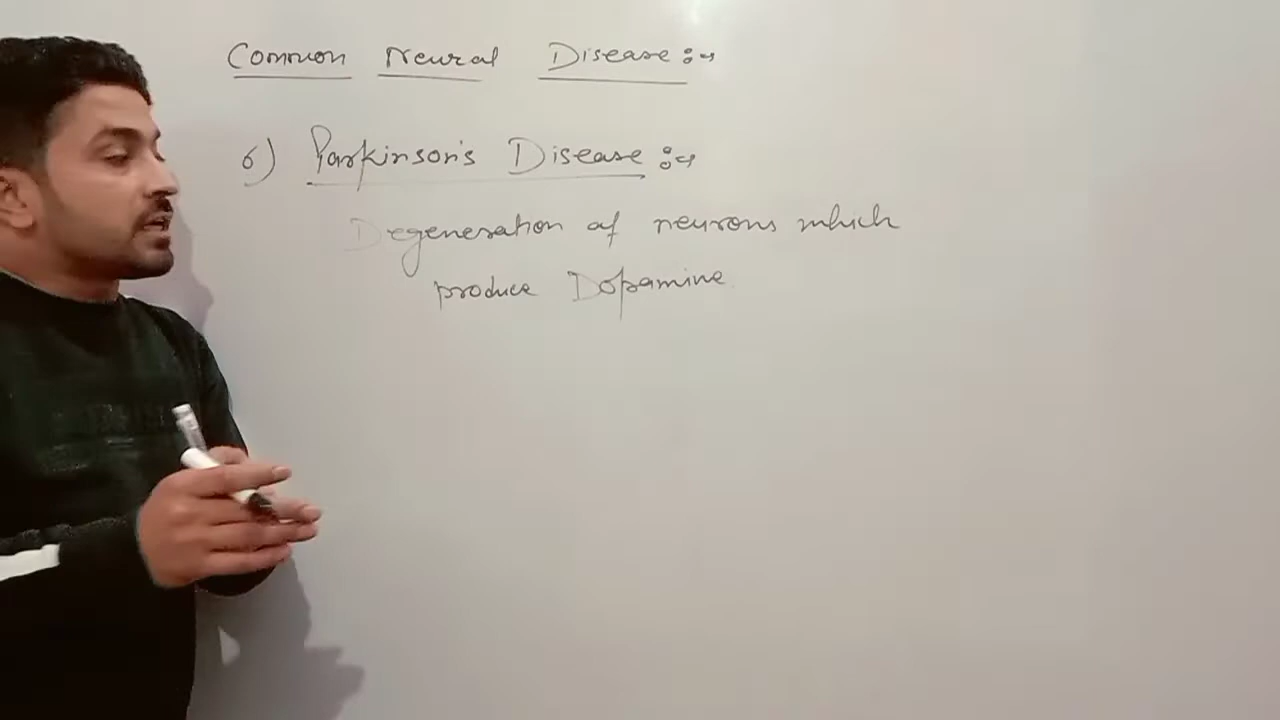 Common Neural Disease :-
6) Parkinson's Disease :-
Degeneration of neurons which
produce Dopamine